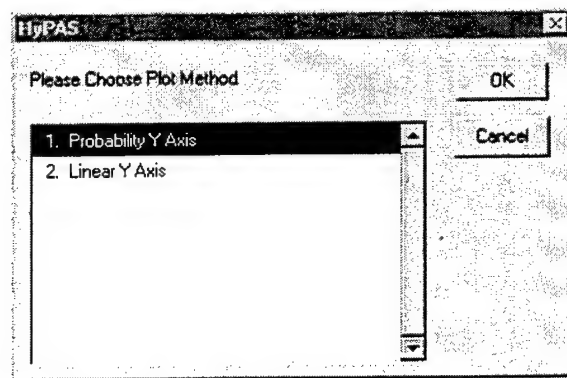 HyPAS
Please Choose Plot Method
OK
1. Probability Y Axis
Cancel
2. Linear Y Axis